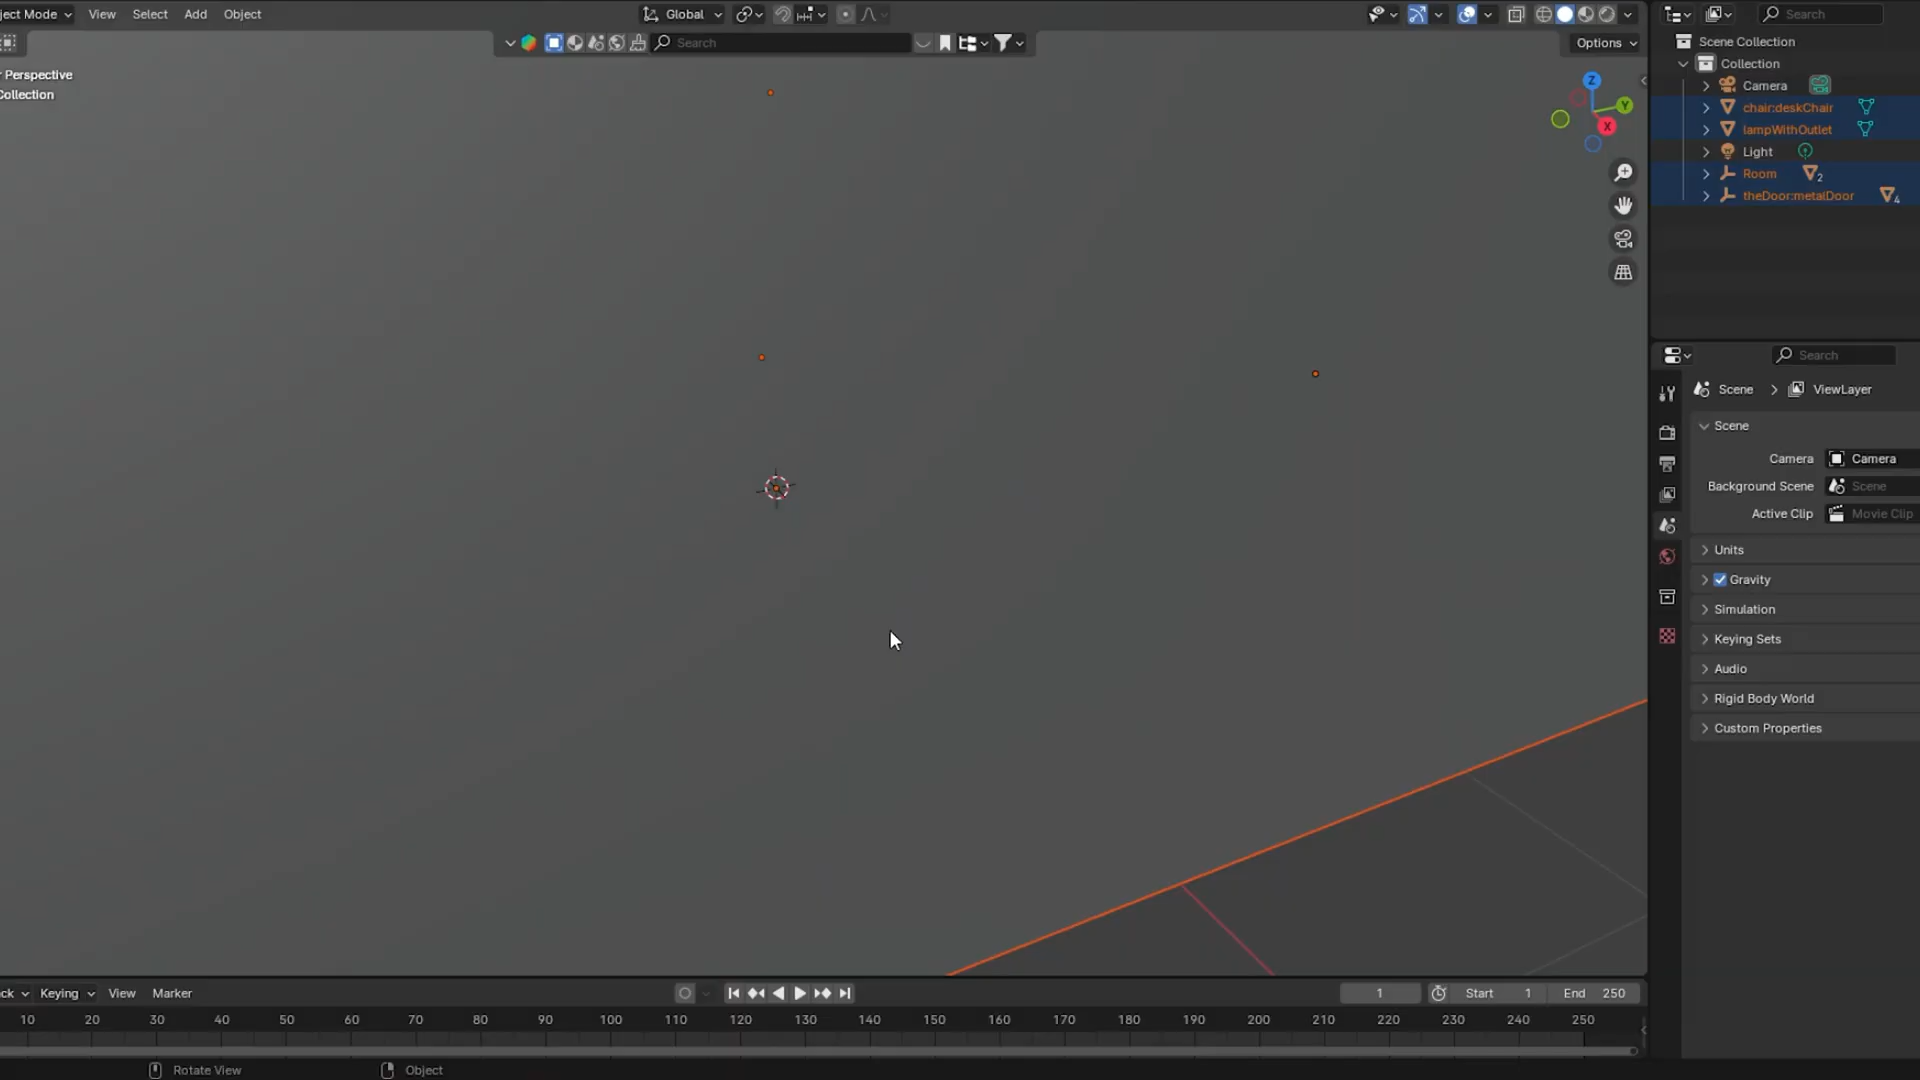 ject Mode
View
Select
Add
Object
Global
Search
Options
r Perspective
Collection
Z
Y
X
Search
Scene Collection
Collection
Camera
chair:deskChair
lampWithOutlet
Light
Room
2
theDoor:metalDoor
4
Search
Scene
ViewLayer
Scene
Camera
Camera
Background Scene
Scene
Active Clip
Movie Clip
Units
Gravity
Simulation
Keying Sets
Audio
Rigid Body World
Custom Properties
ck
Keying
View
Marker
1
Start 1
End 250
10 20 30 40 50 60 70 80 90 100 110 120 130 140 150 160 170 180 190 200 210 220 230 240 250
Rotate View
Object